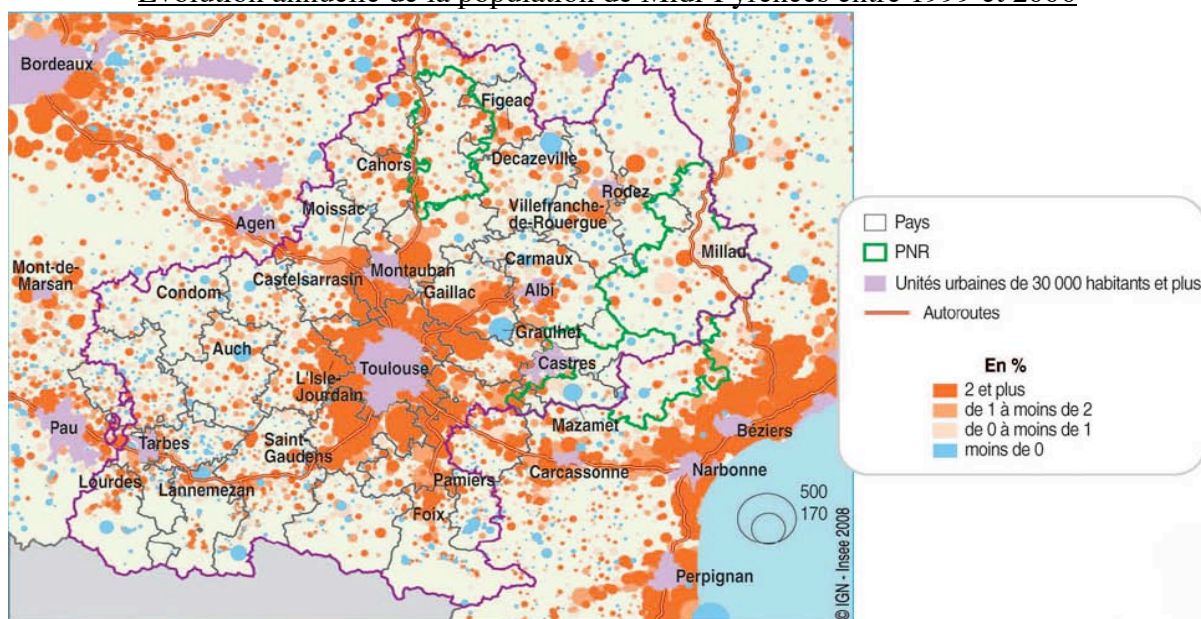 Evolution annuelle de la population de Midi-Pyrénées entre 1999 et 2006
Bordeaux
Figeac
Decazeville
Cahors
Rodez
Moissac
Villefranche-
de-Rouergue
Agen
Millau
Mont-de-
Marsan
Castelsarrasin
Montauban
Carmaux
Condom
Gaillac
Albi
Graulhet
Auch
Toulouse
Castres
L'Isle-
Jourdain
Pau
Mazamet
Béziers
Tarbes
Saint-
Gaudens
Lourdes
Lannemezan
Pamiers
Carcassonne
Narbonne
Foix
Perpignan
500
170
© IGN - Insee 2008
Pays
PNR
Unités urbaines de 30 000 habitants et plus
Autoroutes
En %
2 et plus
de 1 à moins de 2
de 0 à moins de 1
moins de 0